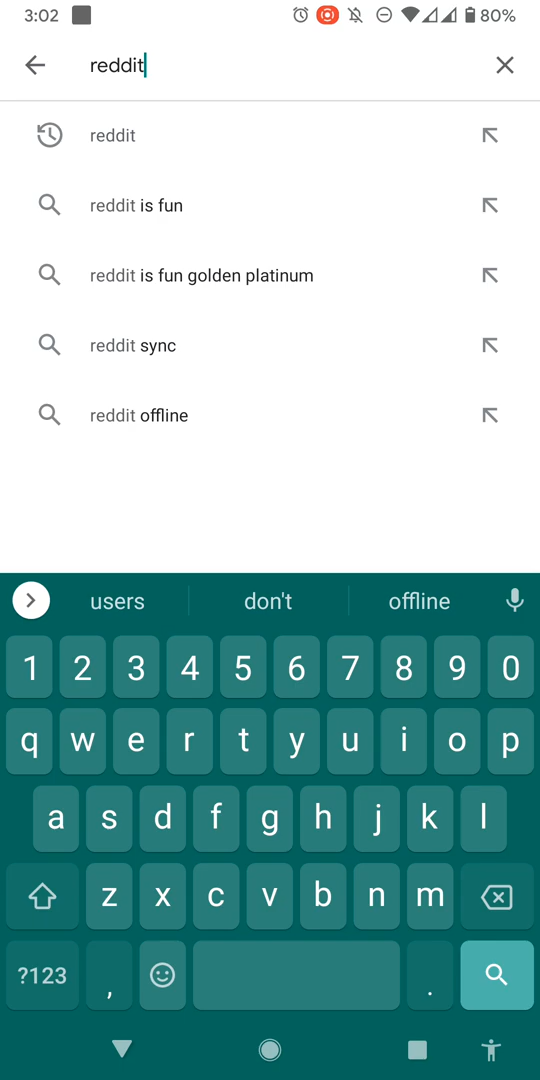 3:02 80%
reddit
reddit
reddit is fun
reddit is fun golden platinum
reddit sync
reddit offline
users don't offline
1 2 3 4 5 6 7 8 9 0
q w e r t y u i o p
a s d f g h j k l
z x c v b n m
?123 , .